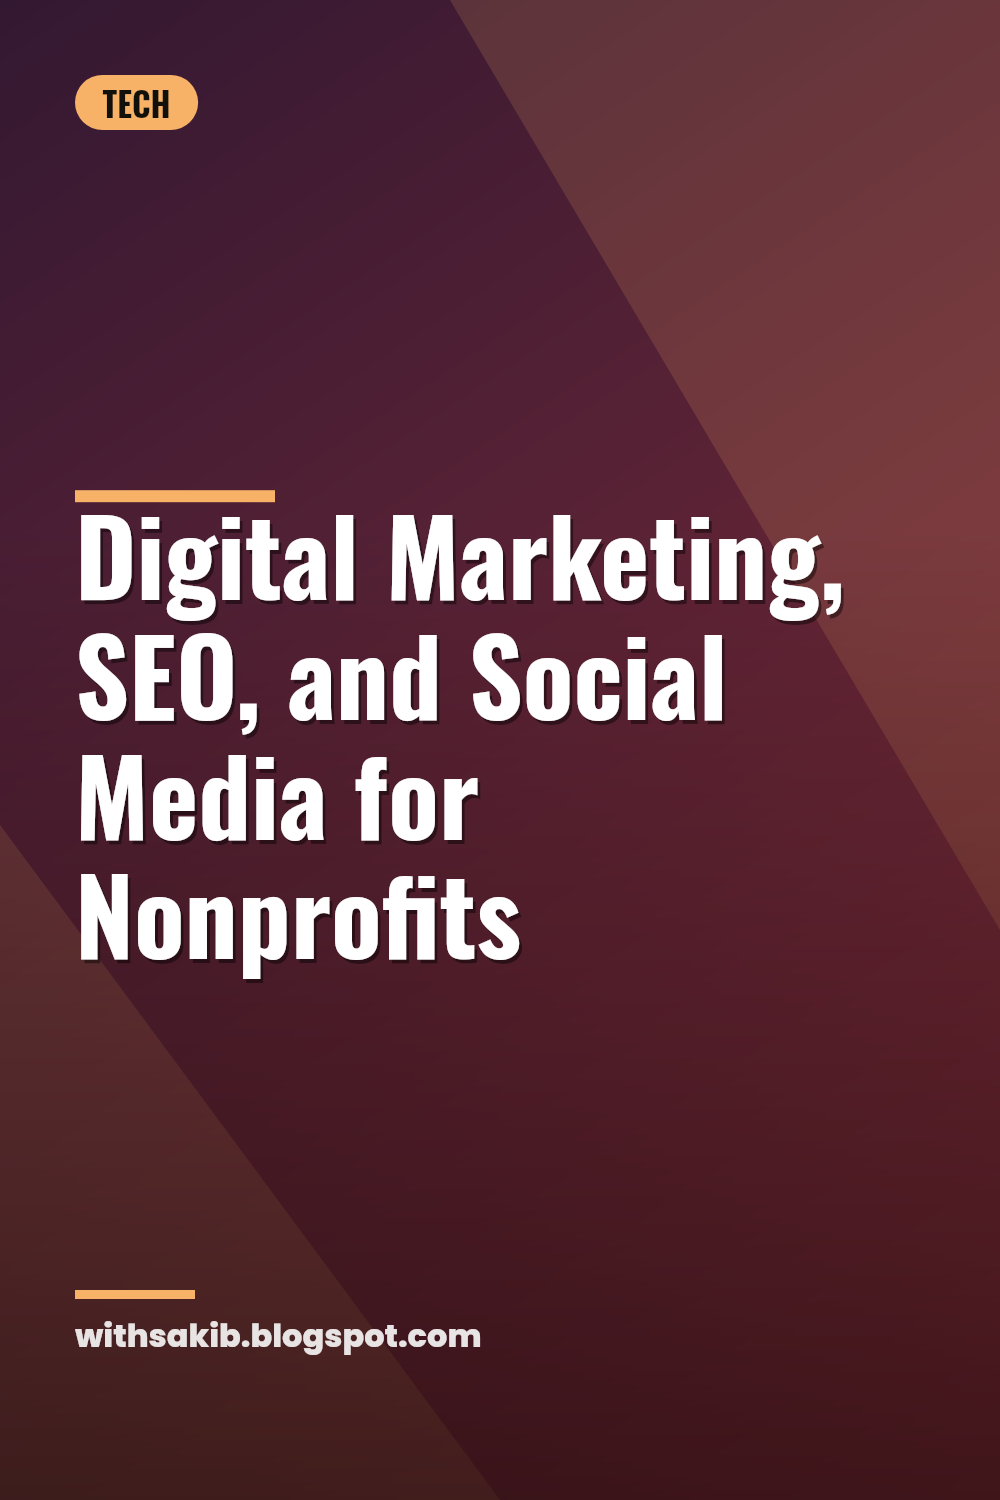 TECH
Digital Marketing,
SEO, and Social
Media for
Nonprofits
withsakib.blogspot.com